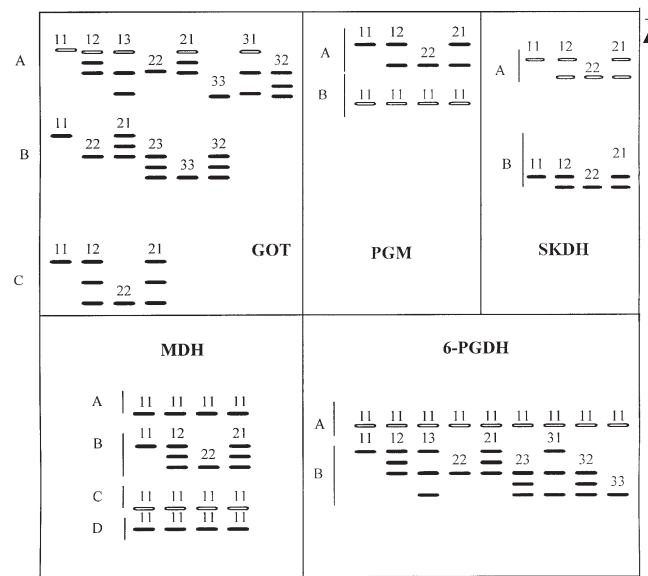 11 12 13 22 21 33 31 32
A
11 22 21 23 33 32
B
11 12 22 21
C
GOT
11 12 22 21
A
11 11 11 11
B
PGM
11 12 22 21
A
11 12 22 21
B
SKDH
MDH
A 11 11 11 11
B 11 12 22 21
C 11 11 11 11
D 11 11 11 11
6-PGDH
A 11 11 11 11 11 11 11 11 11
B 11 12 13 22 21 23 31 32 33